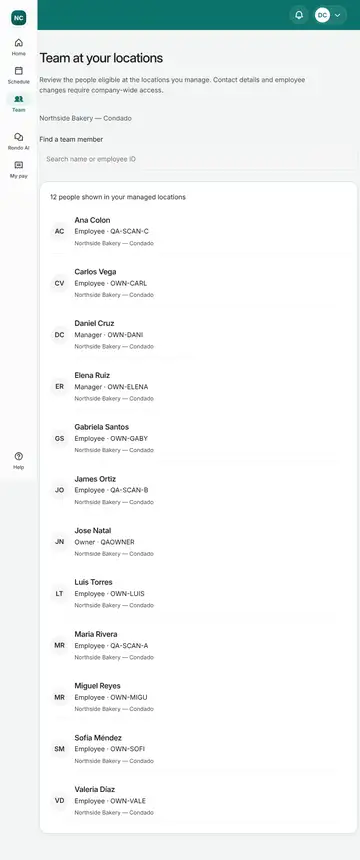 NC
DC
Home
Schedule
Team
Rondo AI
My pay
Help
Team at your locations
Review the people eligible at the locations you manage. Contact details and employee
changes require company-wide access.
Northside Bakery — Condado
Find a team member
Search name or employee ID
12 people shown in your managed locations
AC
Ana Colon
Employee · QA-SCAN-C
Northside Bakery — Condado
CV
Carlos Vega
Employee · OWN-CARL
Northside Bakery — Condado
DC
Daniel Cruz
Manager · OWN-DANI
Northside Bakery — Condado
ER
Elena Ruiz
Manager · OWN-ELENA
Northside Bakery — Condado
GS
Gabriela Santos
Employee · OWN-GABY
Northside Bakery — Condado
JO
James Ortiz
Employee · QA-SCAN-B
Northside Bakery — Condado
JN
Jose Natal
Owner · QAOWNER
Northside Bakery — Condado
LT
Luis Torres
Employee · OWN-LUIS
Northside Bakery — Condado
MR
Maria Rivera
Employee · QA-SCAN-A
Northside Bakery — Condado
MR
Miguel Reyes
Employee · OWN-MIGU
Northside Bakery — Condado
SM
Sofía Méndez
Employee · OWN-SOFI
Northside Bakery — Condado
VD
Valeria Díaz
Employee · OWN-VALE
Northside Bakery — Condado